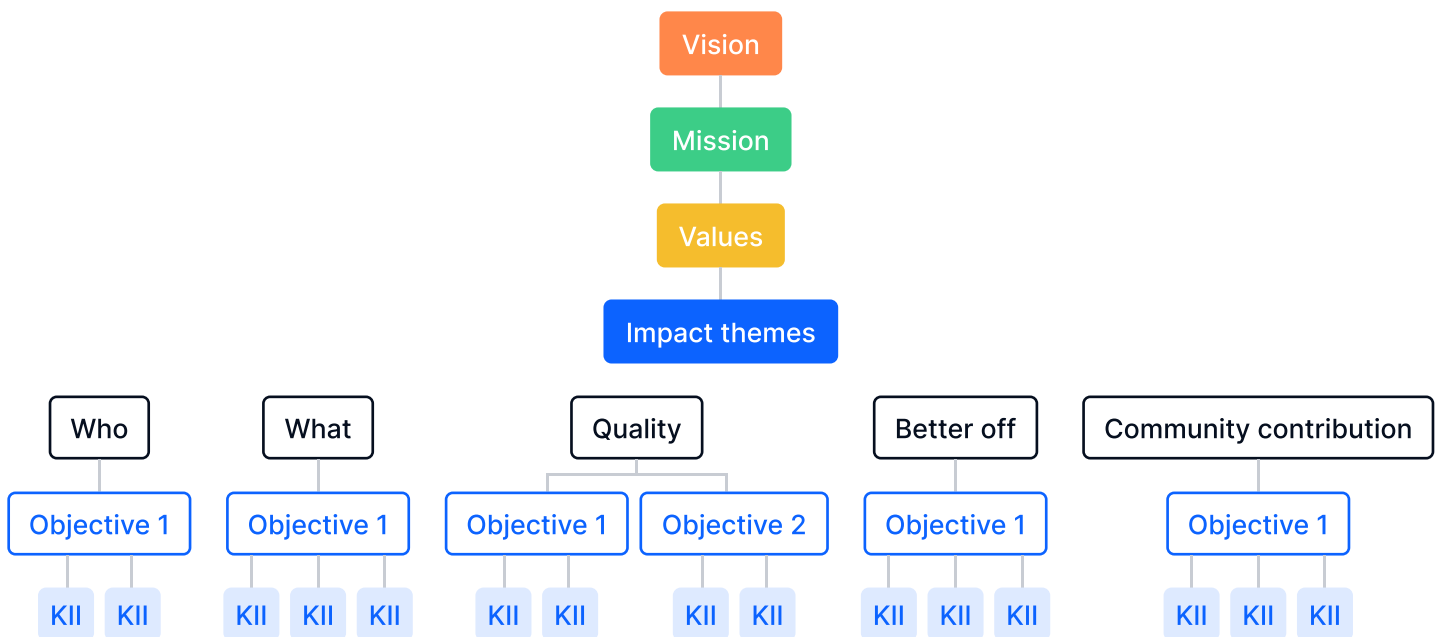 Vision
Mission
Values
Impact themes
Who What Quality Better off Community contribution
Objective 1 Objective 1 Objective 1 Objective 2 Objective 1 Objective 1
KII KII KII KII KII KII KII KII KII KII KII KII KII KII KII